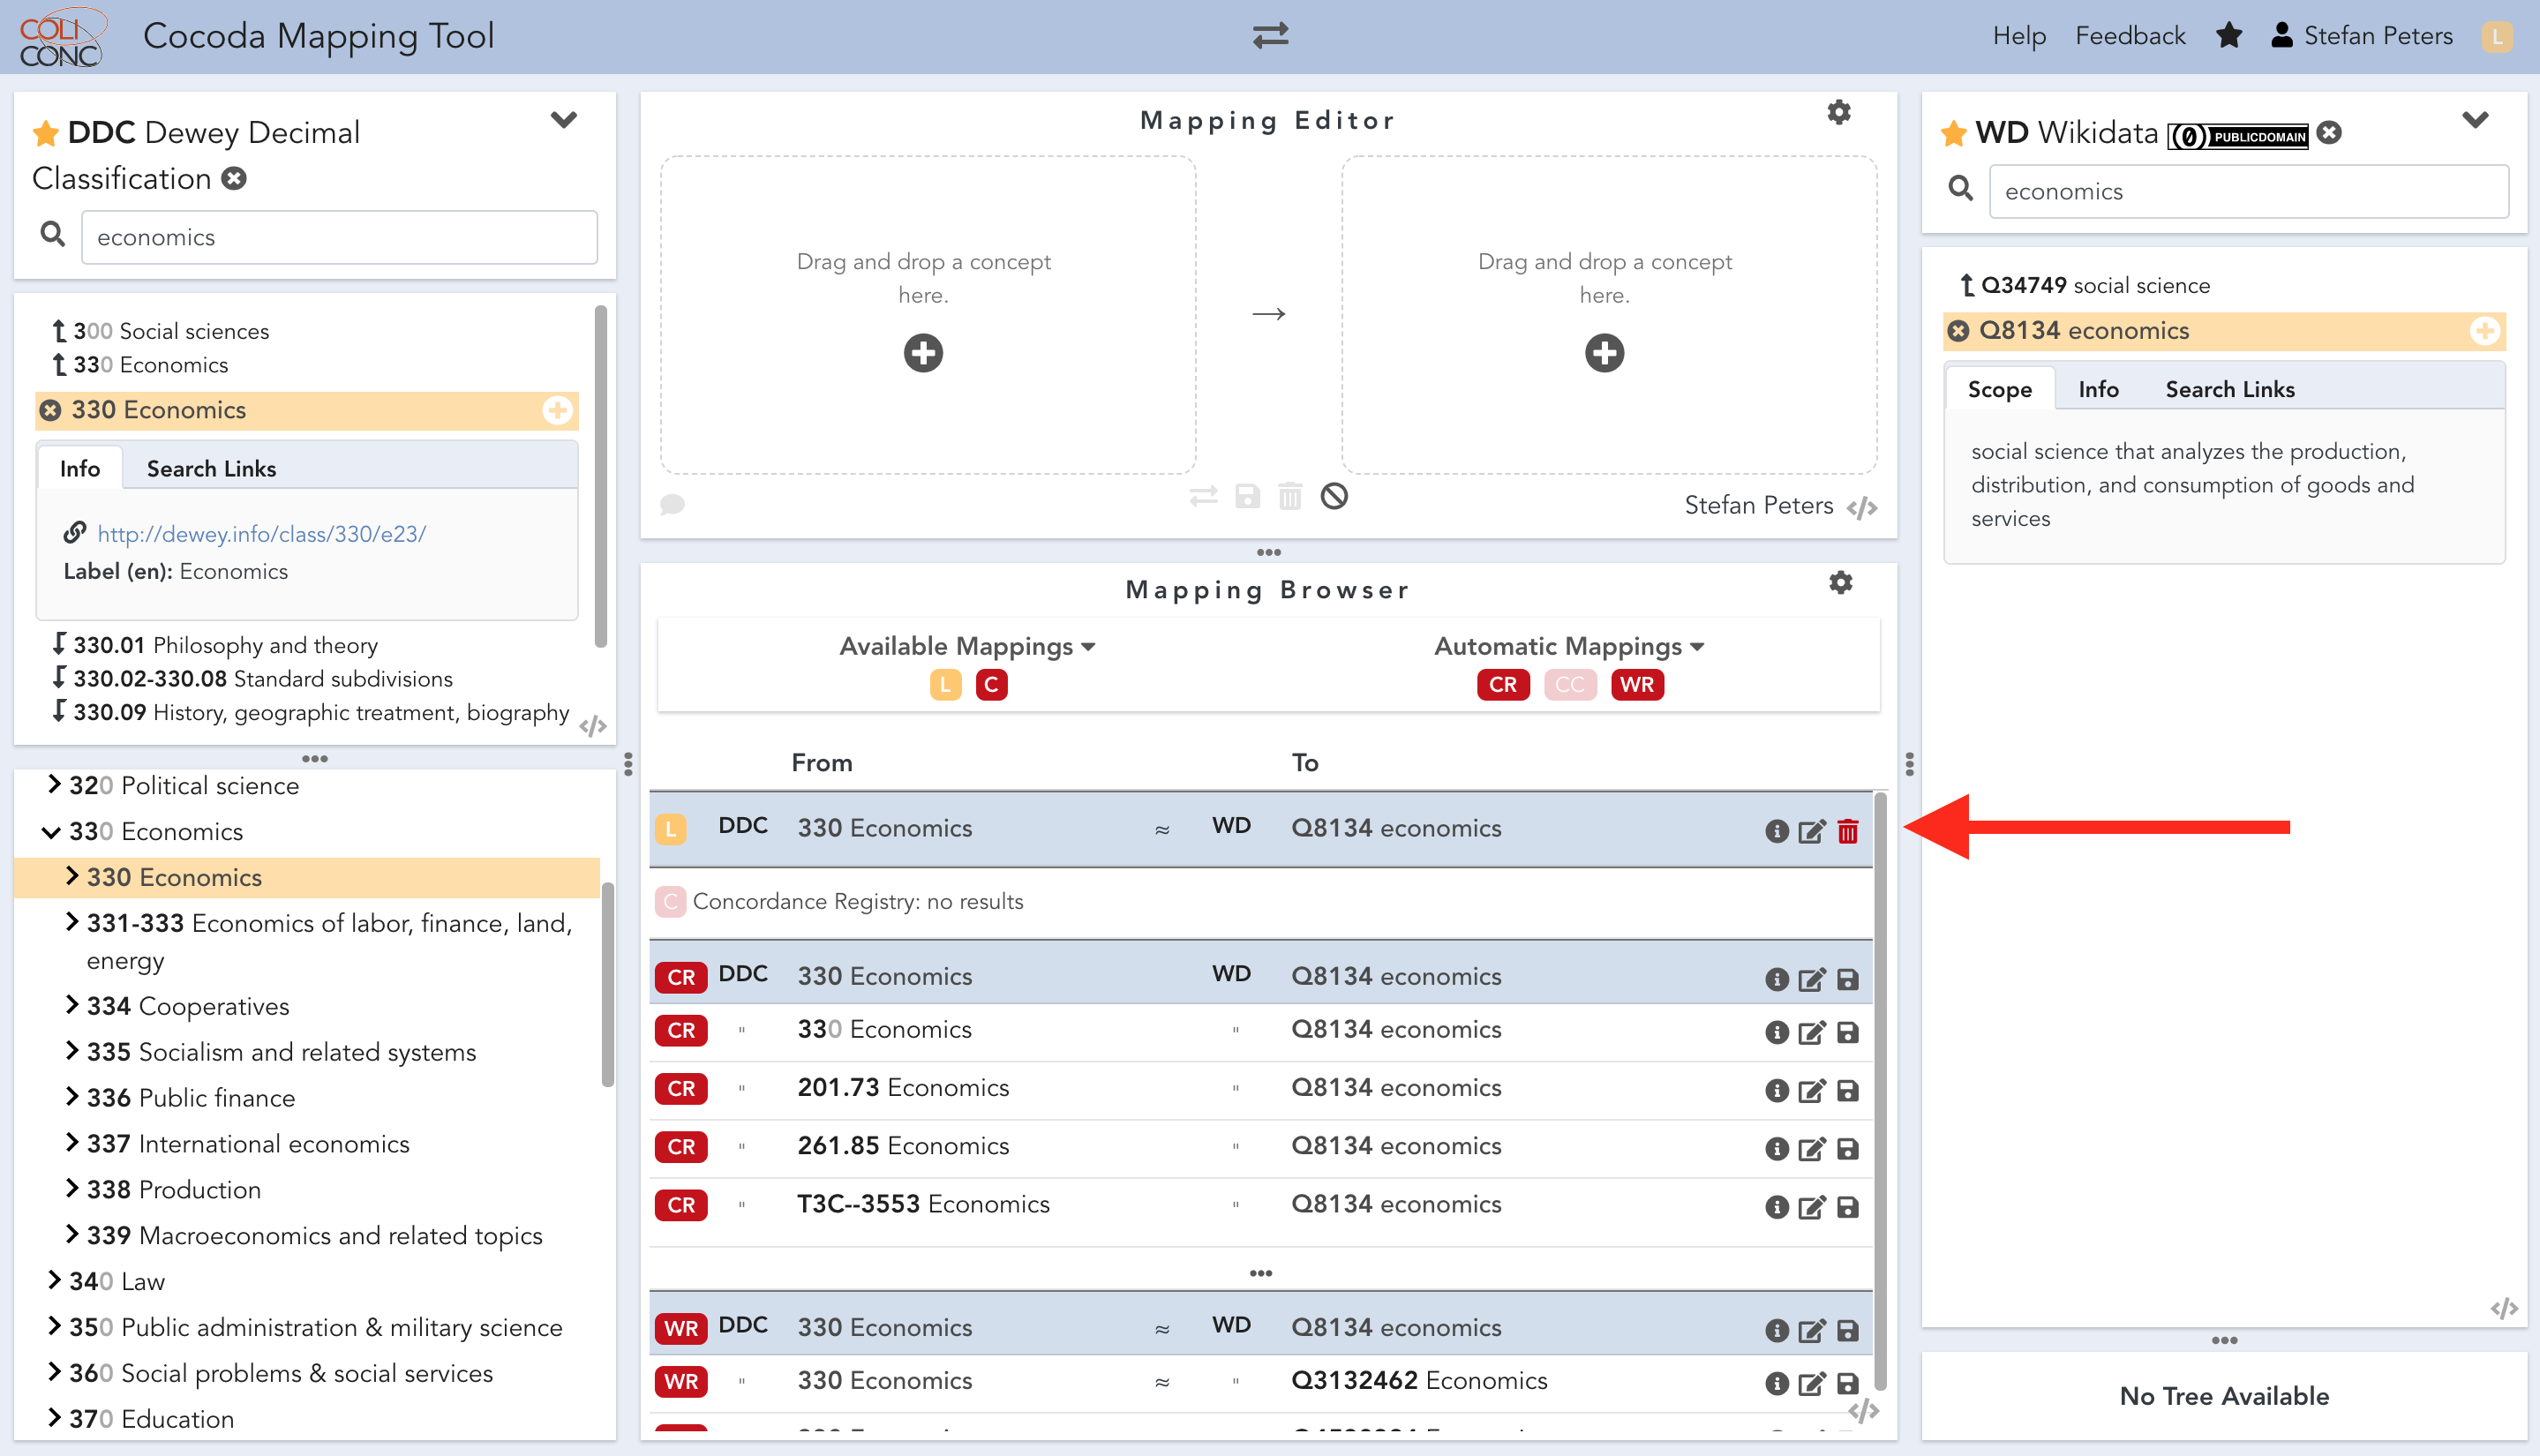 COLI
CONC
Cocoda Mapping Tool
Help Feedback Stefan Peters L
DDC Dewey Decimal
Classification
economics
300 Social sciences
330 Economics
330 Economics
Info Search Links
http://dewey.info/class/330/e23/
Label (en): Economics
330.01 Philosophy and theory
330.02-330.08 Standard subdivisions
330.09 History, geographic treatment, biography
</>
320 Political science
330 Economics
330 Economics
331-333 Economics of labor, finance, land,
energy
334 Cooperatives
335 Socialism and related systems
336 Public finance
337 International economics
338 Production
339 Macroeconomics and related topics
340 Law
350 Public administration & military science
360 Social problems & social services
370 Education
Mapping Editor
Drag and drop a concept
here.
→
Drag and drop a concept
here.
Stefan Peters </>
Mapping Browser
Available Mappings
L C
Automatic Mappings
CR CC WR
From To
L DDC 330 Economics ≈ WD Q8134 economics
C Concordance Registry: no results
CR DDC 330 Economics WD Q8134 economics
CR " 330 Economics " Q8134 economics
CR " 201.73 Economics " Q8134 economics
CR " 261.85 Economics " Q8134 economics
CR " T3C--3553 Economics " Q8134 economics
WR DDC 330 Economics ≈ WD Q8134 economics
WR " 330 Economics ≈ " Q3132462 Economics
</>
WD Wikidata PUBLIC DOMAIN
economics
Q34749 social science
Q8134 economics
Scope Info Search Links
social science that analyzes the production,
distribution, and consumption of goods and
services
</>
No Tree Available